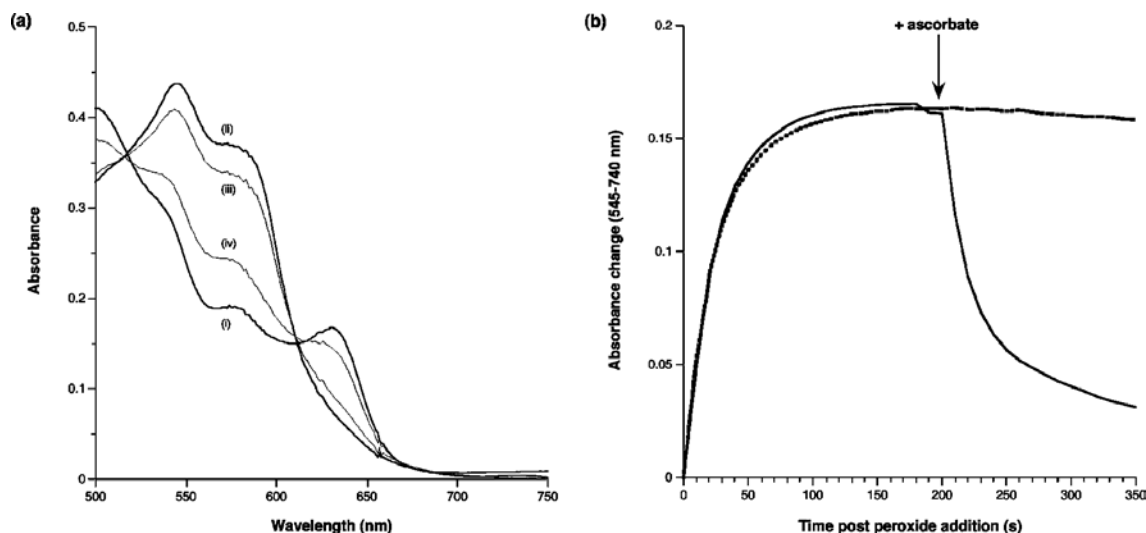 (a)
0.5
0.4
0.3
0.2
0.1
0
Absorbance
(ii)
(iii)
(iv)
(i)
500
550
600
650
700
750
Wavelength (nm)
(b)
+ ascorbate
0.2
0.15
0.1
0.05
0
Absorbance change (545-740 nm)
0
50
100
150
200
250
300
350
Time post peroxide addition (s)